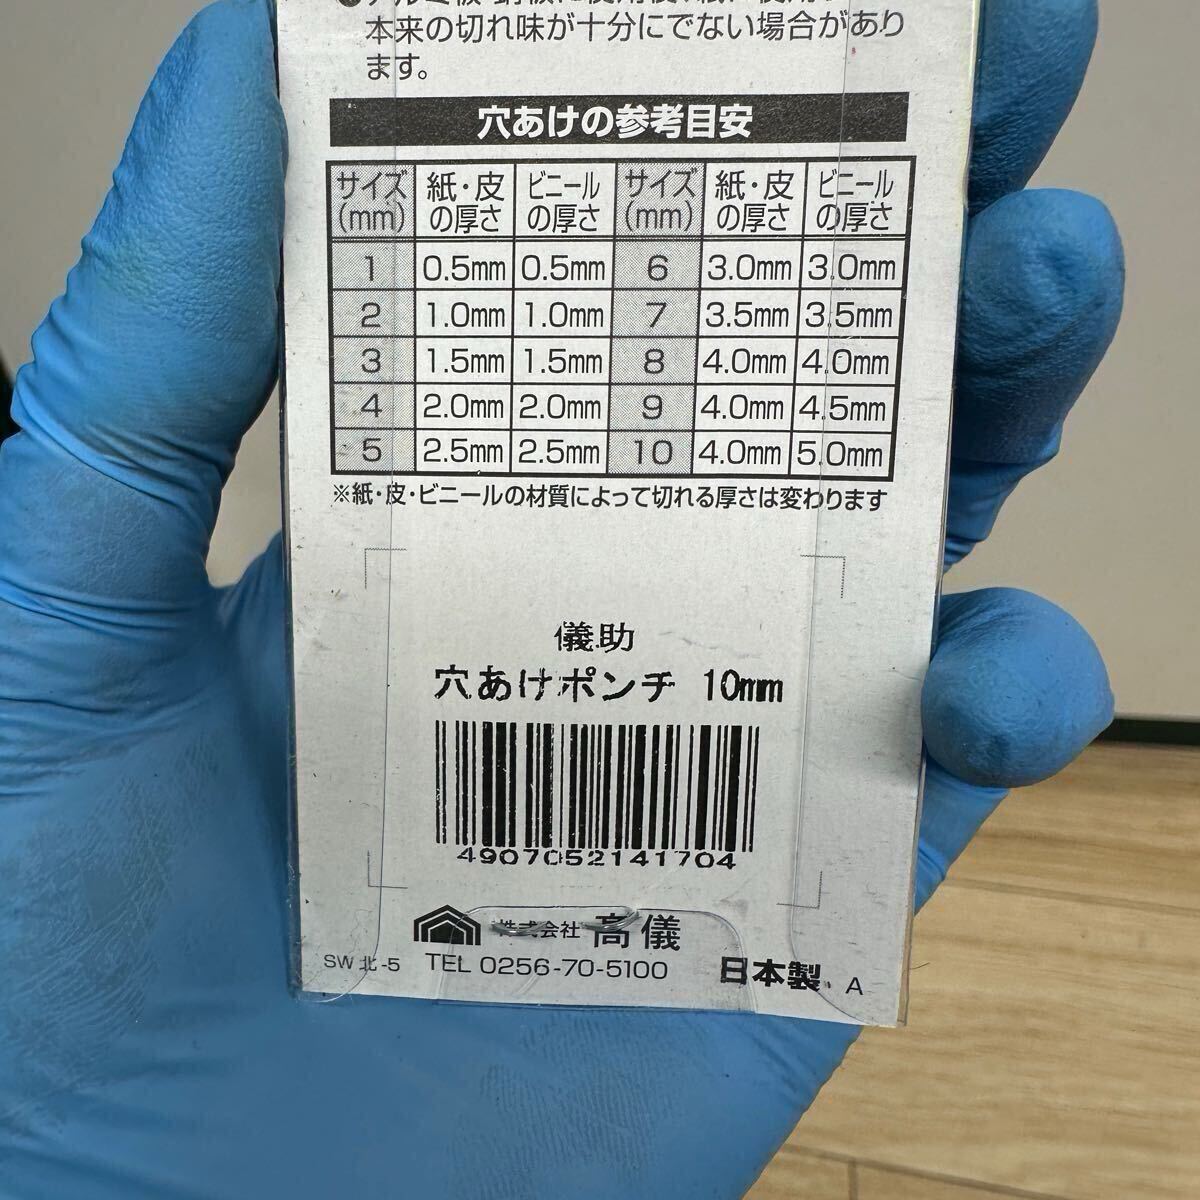 本来の切れ味が十分にでない場合があり
ます。
穴あけの参考目安
サイズ(mm) 紙・皮の厚さ ビニールの厚さ サイズ(mm) 紙・皮の厚さ ビニールの厚さ
1 0.5mm 0.5mm 6 3.0mm 3.0mm
2 1.0mm 1.0mm 7 3.5mm 3.5mm
3 1.5mm 1.5mm 8 4.0mm 4.0mm
4 2.0mm 2.0mm 9 4.0mm 4.5mm
5 2.5mm 2.5mm 10 4.0mm 5.0mm
※紙・皮・ビニールの材質によって切れる厚さは変わります
儀助
穴あけポンチ 10mm
4907052141704
株式会社 高儀
SW北-5 TEL 0256-70-5100 日本製 A